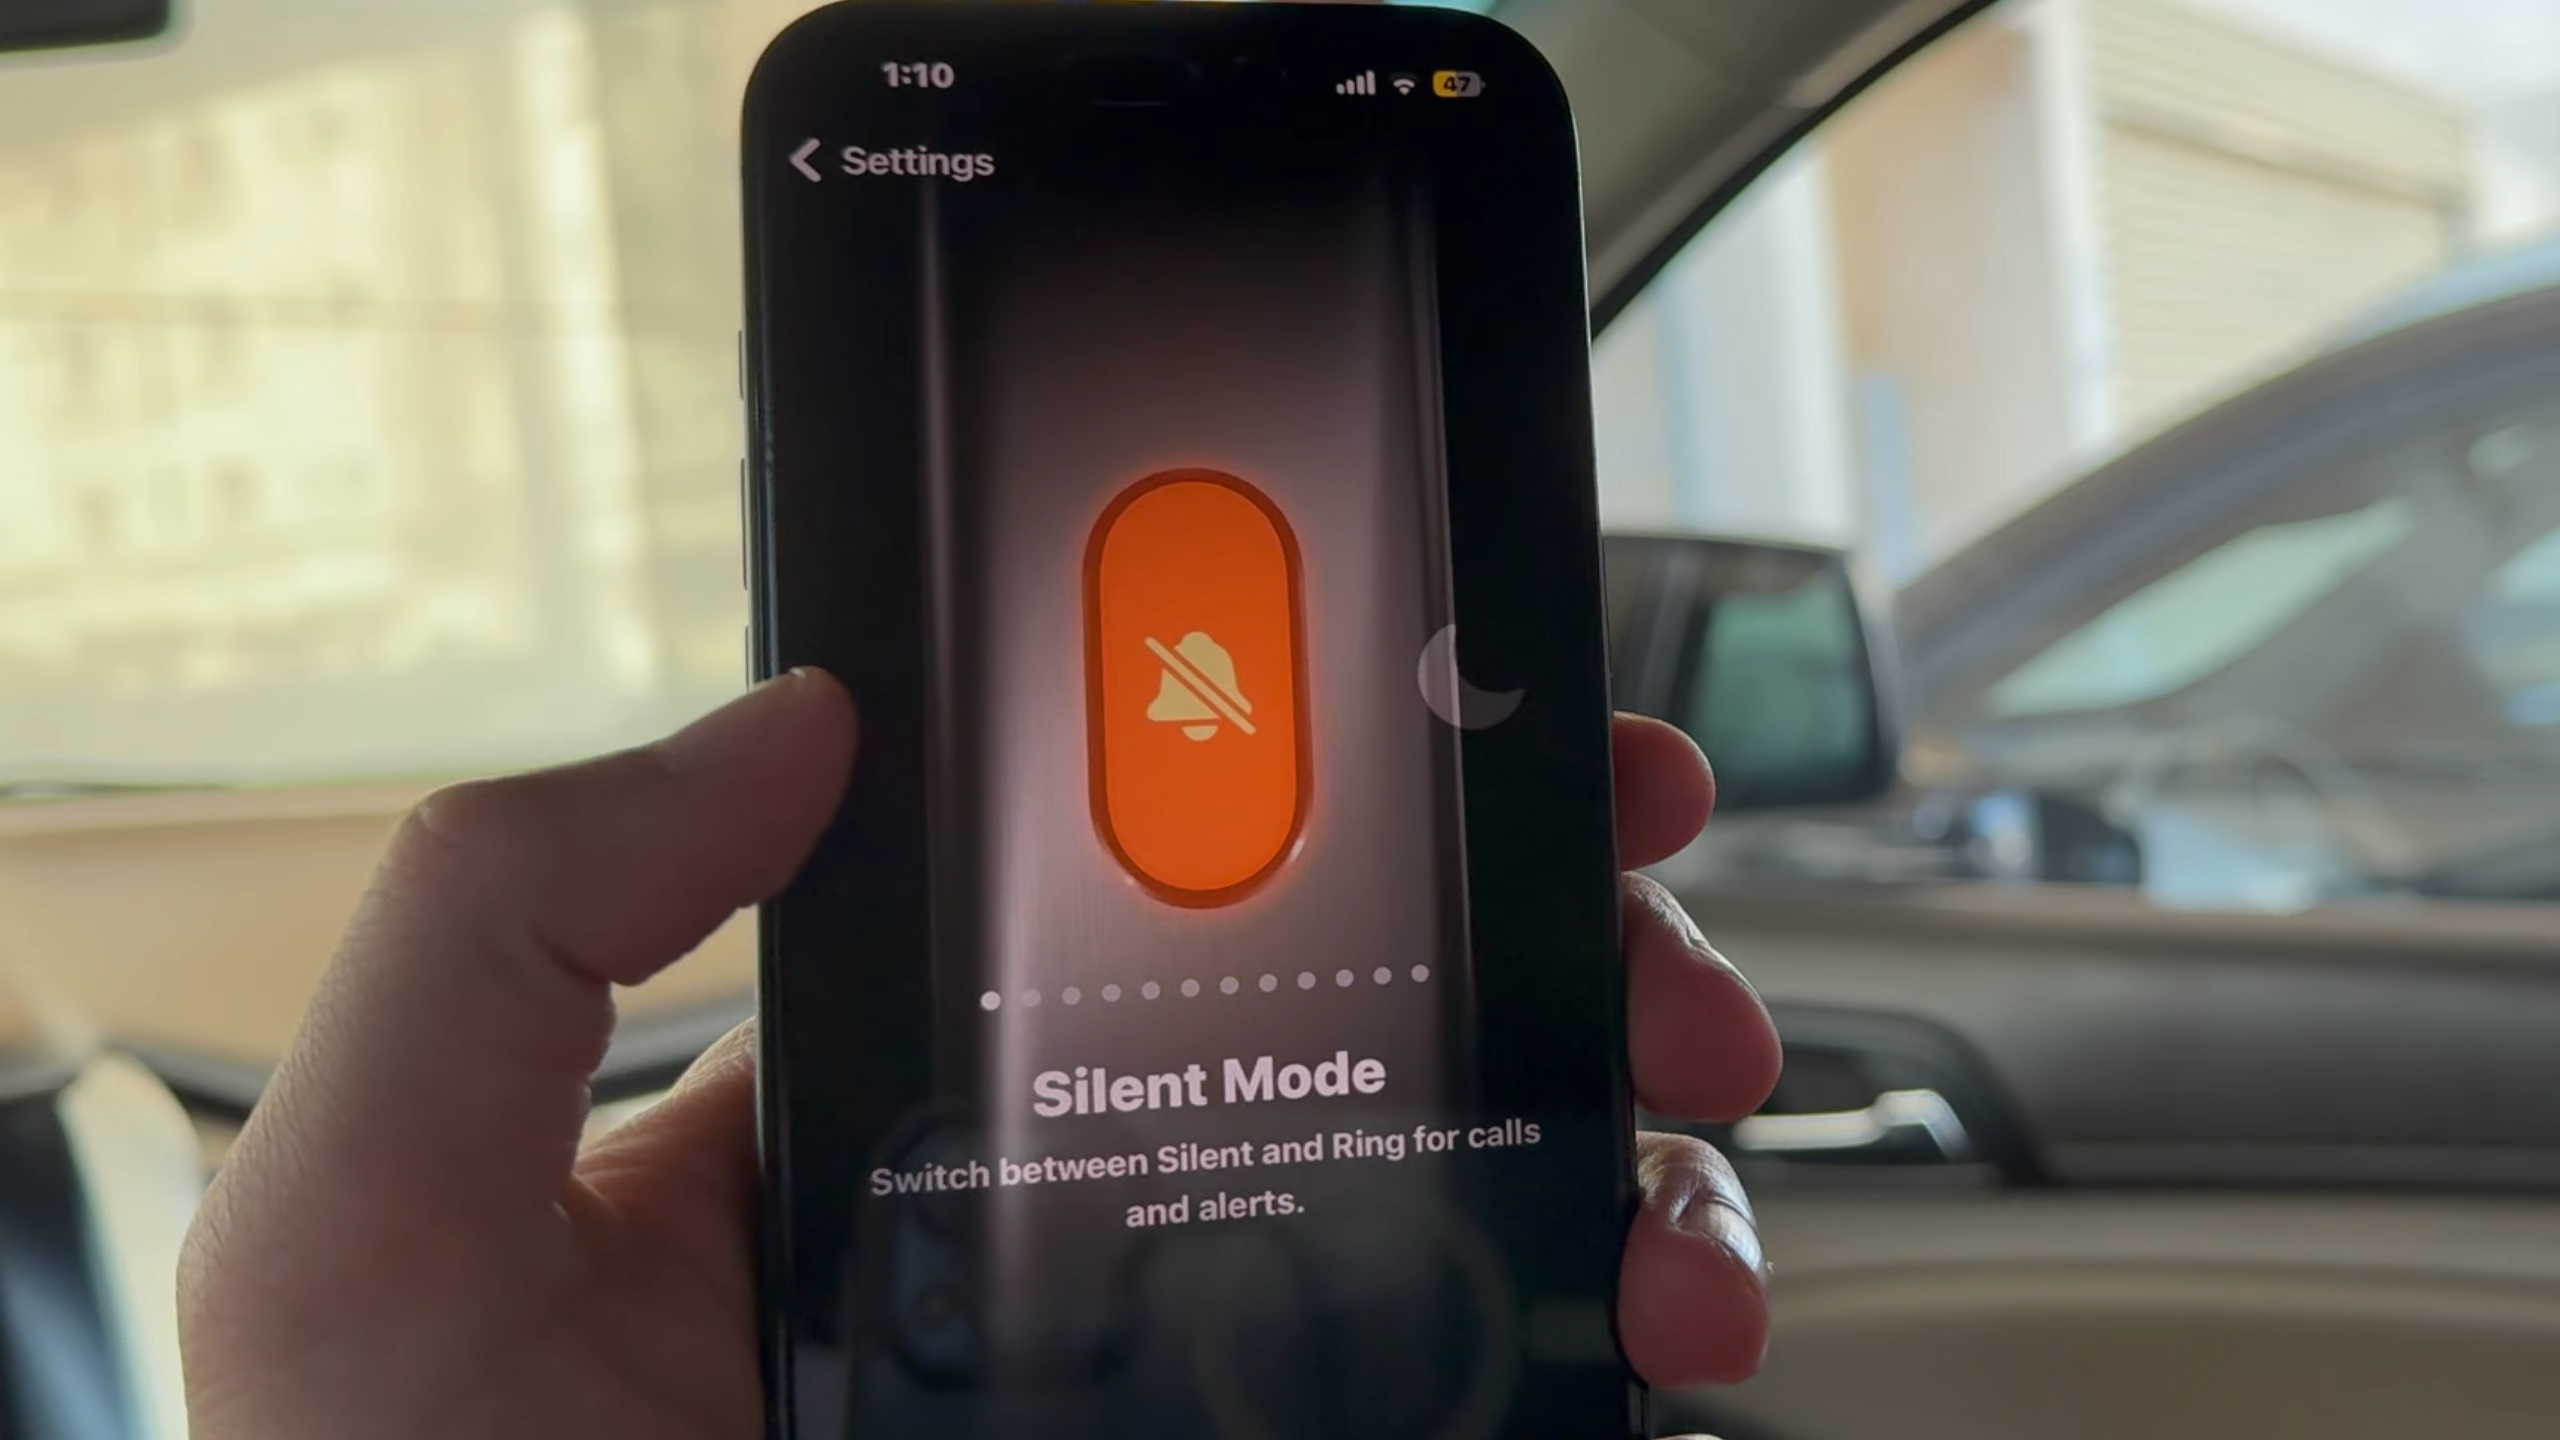 1:10
47
Settings
Silent Mode
Switch between Silent and Ring for calls
and alerts.